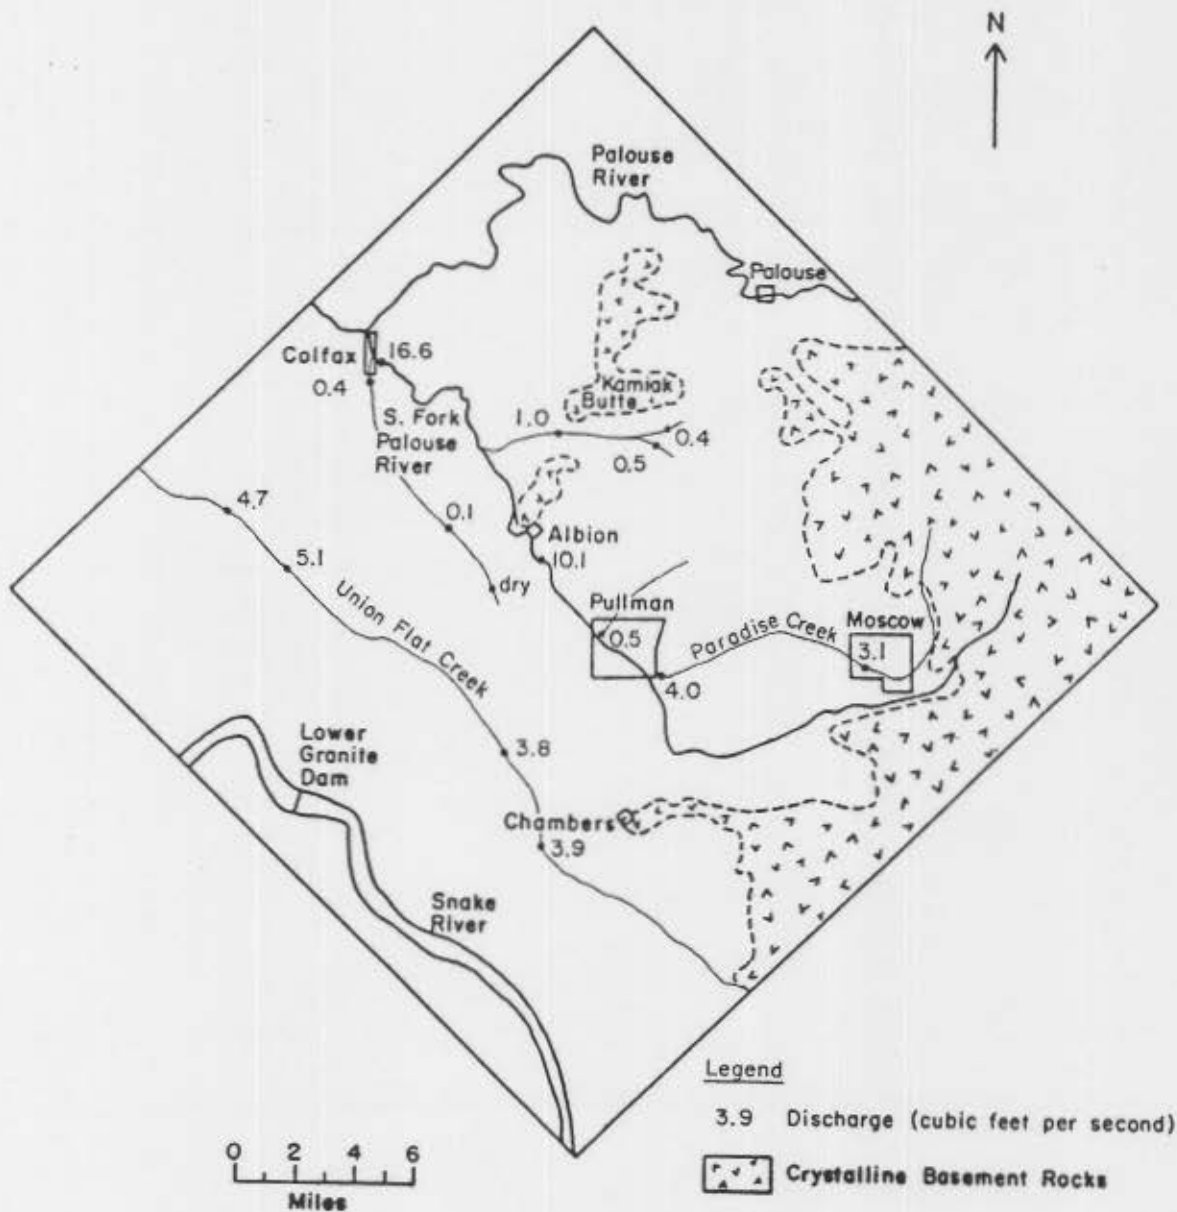 N
Palouse
River
Palouse
Colfax
16.6
0.4
Kamiak
Butte
S. Fork
Palouse
River
1.0
0.4
0.5
4.7
0.1
Albion
10.1
5.1
dry
Union Flat Creek
Pullman
0.5
Paradise Creek
Moscow
3.1
4.0
Lower
Granite
Dam
3.8
Chambers
3.9
Snake
River
Legend
3.9 Discharge (cubic feet per second)
Crystalline Basement Rocks
0 2 4 6
Miles